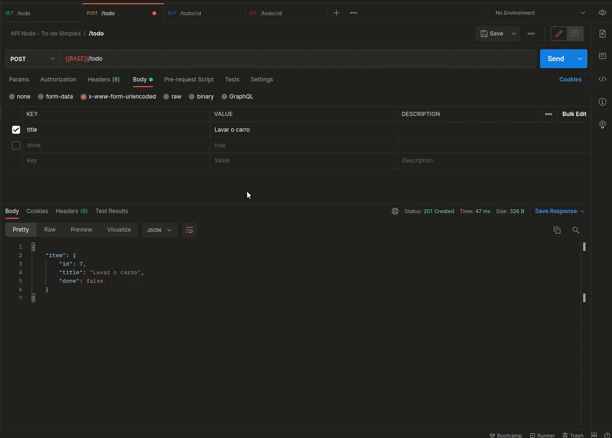 GET /todo POST /todo PUT /todo/:id DEL /todo/:id + ••• No Environment
API Node - To-do Simples / /todo Save •••
POST {{BASE}}/todo Send
Params Authorization Headers (8) Body Pre-request Script Tests Settings Cookies
none form-data x-www-form-urlencoded raw binary GraphQL
KEY VALUE DESCRIPTION ••• Bulk Edit
title Lavar o carro
done true
Key Value Description
Body Cookies Headers (8) Test Results Status: 201 Created Time: 47 ms Size: 326 B Save Response
Pretty Raw Preview Visualize JSON
1 {
2 "item": {
3 "id": 7,
4 "title": "Lavar o carro",
5 "done": false
6 }
7 }
Bootcamp Runner Trash